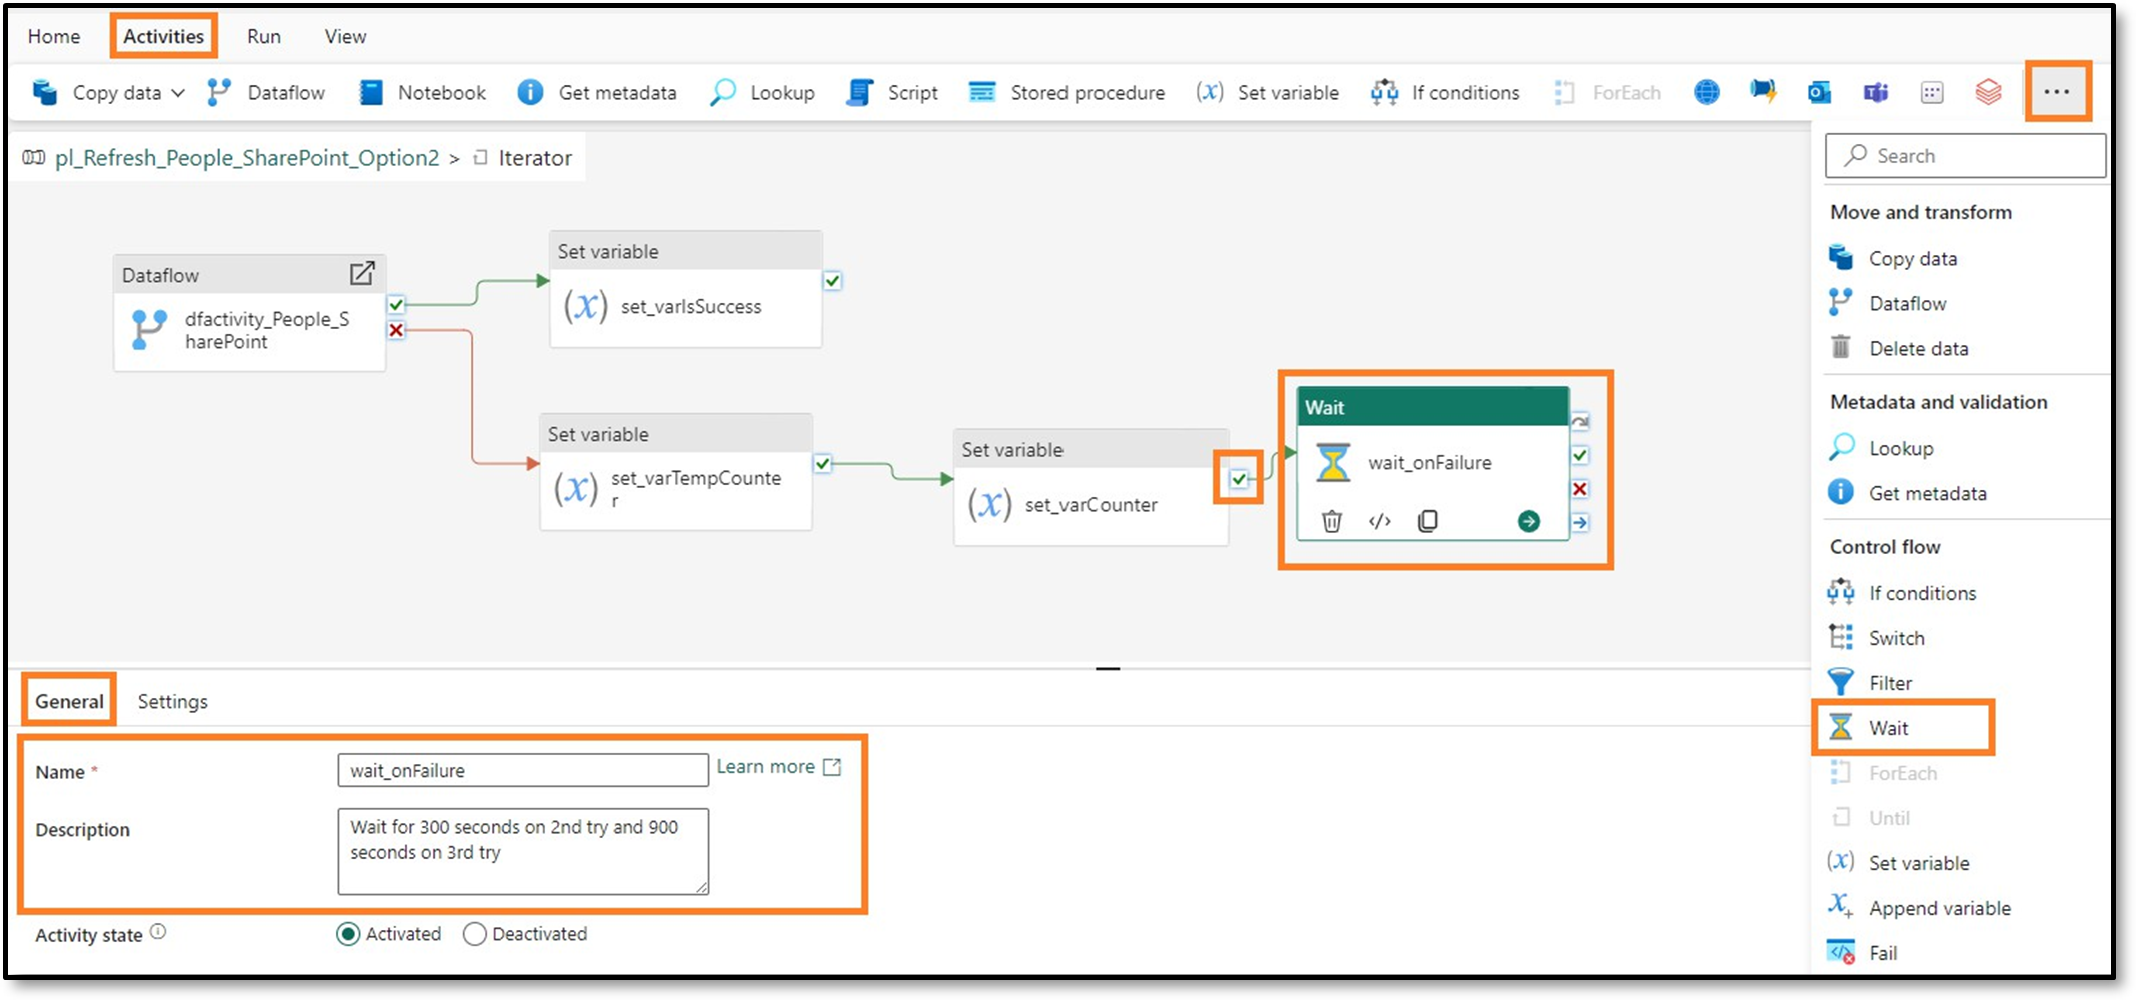 Home Activities Run View
Copy data Dataflow Notebook Get metadata Lookup Script Stored procedure (x) Set variable If conditions ForEach ...
pl_Refresh_People_SharePoint_Option2 > Iterator
Dataflow
dfactivity_People_S
harePoint
Set variable
(x) set_varIsSuccess
Set variable
(x) set_varTempCounte
r
Set variable
(x) set_varCounter
Wait
wait_onFailure
General Settings
Name * wait_onFailure Learn more
Description
Wait for 300 seconds on 2nd try and 900
seconds on 3rd try
Activity state Activated Deactivated
Search
Move and transform
Copy data
Dataflow
Delete data
Metadata and validation
Lookup
Get metadata
Control flow
If conditions
Switch
Filter
Wait
ForEach
Until
(x) Set variable
Append variable
Fail